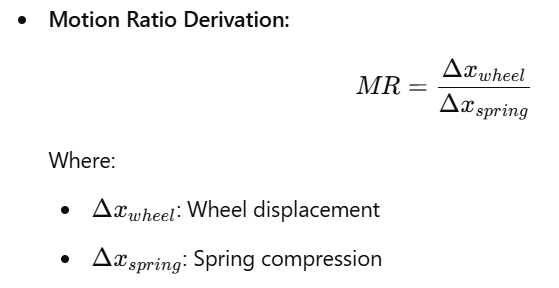 • Motion Ratio Derivation:
MR = Δx_wheel / Δx_spring
Where:
• Δx_wheel: Wheel displacement
• Δx_spring: Spring compression